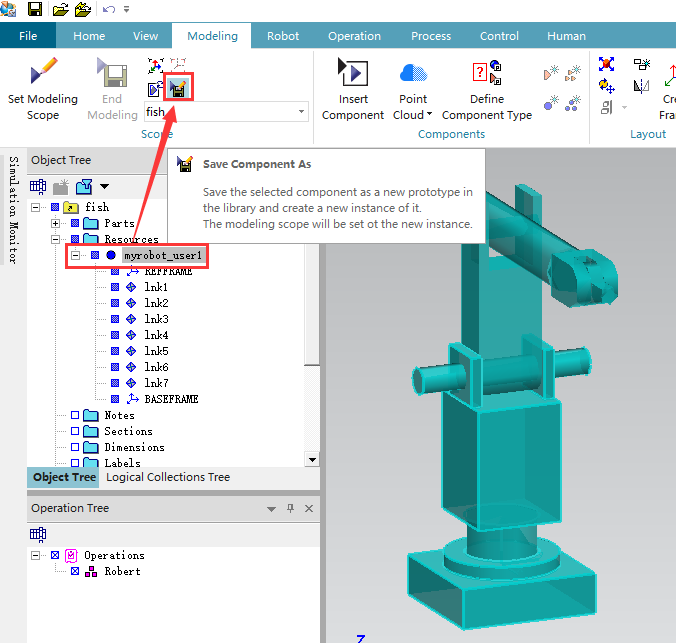 File Home View Modeling Robot Operation Process Control Human
Set Modeling Scope
End Modeling
fish
Scope
Insert Component
Point Cloud
Define Component Type
Components
Create Fra
Layout
Simulation Monitor
Object Tree
Save Component As
Save the selected component as a new prototype in
the library and create a new instance of it.
The modeling scope will be set ot the new instance.
fish
Parts
Resources
myrobot_user1
REFFRAME
lnk1
lnk2
lnk3
lnk4
lnk5
lnk6
lnk7
BASEFRAME
Notes
Sections
Dimensions
Labels
Object Tree Logical Collections Tree
Operation Tree
Operations
Robert
Z